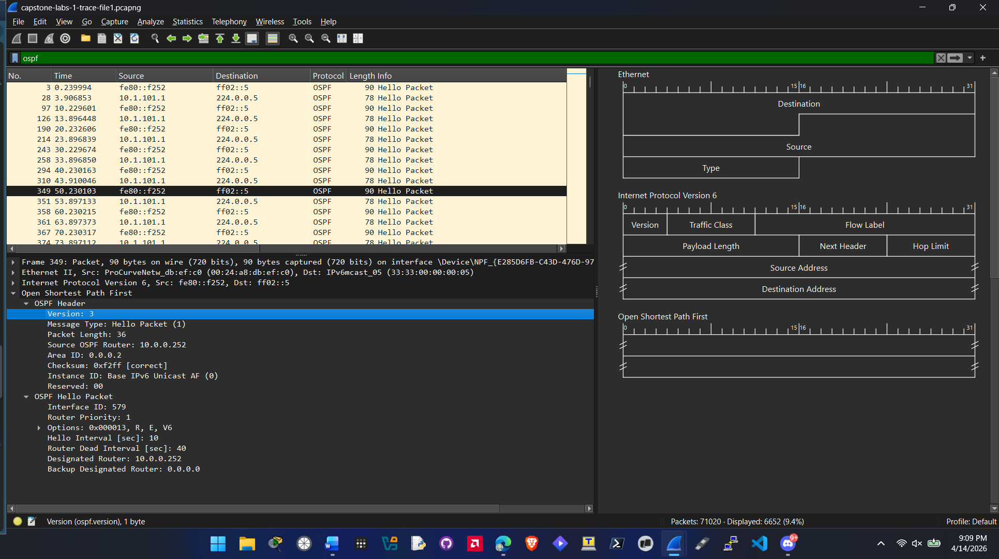 capstone-labs-1-trace-file1.pcapng
File Edit View Go Capture Analyze Statistics Telephony Wireless Tools Help
ospf
No. Time Source Destination Protocol Length Info
3 0.239994 fe80::f252 ff02::5 OSPF 90 Hello Packet
28 3.906853 10.1.101.1 224.0.0.5 OSPF 78 Hello Packet
97 10.229601 fe80::f252 ff02::5 OSPF 90 Hello Packet
126 13.896448 10.1.101.1 224.0.0.5 OSPF 78 Hello Packet
190 20.232606 fe80::f252 ff02::5 OSPF 90 Hello Packet
214 23.896839 10.1.101.1 224.0.0.5 OSPF 78 Hello Packet
243 30.229674 fe80::f252 ff02::5 OSPF 90 Hello Packet
258 33.896850 10.1.101.1 224.0.0.5 OSPF 78 Hello Packet
294 40.230163 fe80::f252 ff02::5 OSPF 90 Hello Packet
310 43.910046 10.1.101.1 224.0.0.5 OSPF 78 Hello Packet
349 50.230103 fe80::f252 ff02::5 OSPF 90 Hello Packet
351 53.897133 10.1.101.1 224.0.0.5 OSPF 78 Hello Packet
358 60.230215 fe80::f252 ff02::5 OSPF 90 Hello Packet
361 63.897373 10.1.101.1 224.0.0.5 OSPF 78 Hello Packet
367 70.230317 fe80::f252 ff02::5 OSPF 90 Hello Packet
374 73.897112 10.1.101.1 224.0.0.5 OSPF 78 Hello Packet
Frame 349: Packet, 90 bytes on wire (720 bits), 90 bytes captured (720 bits) on interface \Device\NPF_{E285D6FB-C43D-476D-97
Ethernet II, Src: ProCurveNetw_db:ef:c0 (00:24:a8:db:ef:c0), Dst: IPv6mcast_05 (33:33:00:00:00:05)
Internet Protocol Version 6, Src: fe80::f252, Dst: ff02::5
Open Shortest Path First
OSPF Header
Version: 3
Message Type: Hello Packet (1)
Packet Length: 36
Source OSPF Router: 10.0.0.252
Area ID: 0.0.0.2
Checksum: 0xf2ff [correct]
Instance ID: Base IPv6 Unicast AF (0)
Reserved: 00
OSPF Hello Packet
Interface ID: 579
Router Priority: 1
Options: 0x000013, R, E, V6
Hello Interval [sec]: 10
Router Dead Interval [sec]: 40
Designated Router: 10.0.0.252
Backup Designated Router: 0.0.0.0
Ethernet
0 15 16 31
Destination
Source
Type
Internet Protocol Version 6
0 15 16 31
Version Traffic Class Flow Label
Payload Length Next Header Hop Limit
Source Address
Destination Address
Open Shortest Path First
0 15 16 31
Version (ospf.version), 1 byte
Packets: 71020 · Displayed: 6652 (9.4%)
Profile: Default
9+
9:09 PM
4/14/2026